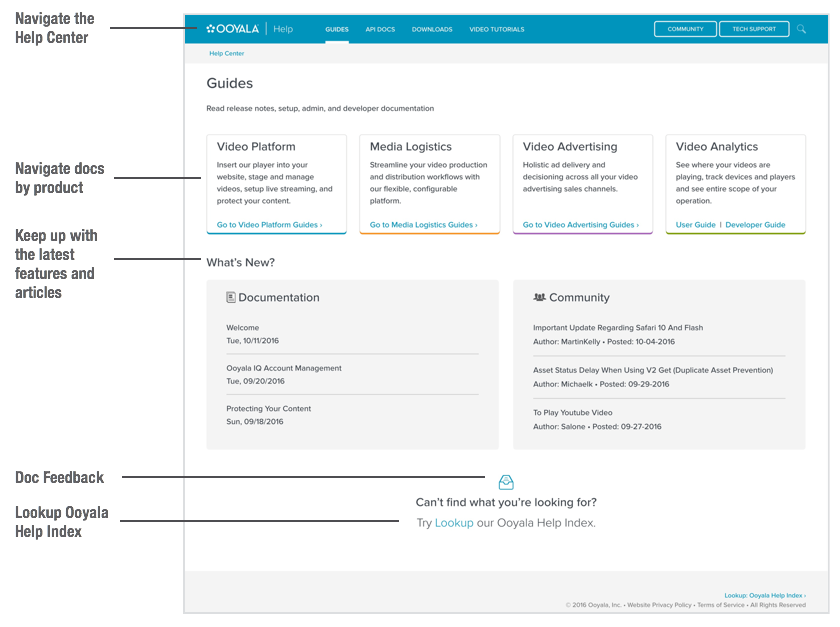 Navigate the
Help Center
OOYALA | Help
GUIDES
API DOCS
DOWNLOADS
VIDEO TUTORIALS
COMMUNITY
TECH SUPPORT
Help Center
Guides
Read release notes, setup, admin, and developer documentation
Navigate docs
by product
Video Platform
Insert our player into your
website, stage and manage
videos, setup live streaming, and
protect your content.
Go to Video Platform Guides ›
Media Logistics
Streamline your video production
and distribution workflows with
our flexible, configurable
platform.
Go to Media Logistics Guides ›
Video Advertising
Holistic ad delivery and
decisioning across all your video
advertising sales channels.
Go to Video Advertising Guides ›
Video Analytics
See where your videos are
playing, track devices and players
and see entire scope of your
operation.
User Guide | Developer Guide
Keep up with
the latest
features and
articles
What's New?
Documentation
Welcome
Tue, 10/11/2016
Ooyala IQ Account Management
Tue, 09/20/2016
Protecting Your Content
Sun, 09/18/2016
Community
Important Update Regarding Safari 10 And Flash
Author: MartinKelly • Posted: 10-04-2016
Asset Status Delay When Using V2 Get (Duplicate Asset Prevention)
Author: Michaelk • Posted: 09-29-2016
To Play Youtube Video
Author: Salone • Posted: 09-27-2016
Doc Feedback
Lookup Ooyala
Help Index
Can't find what you're looking for?
Try Lookup our Ooyala Help Index.
Lookup: Ooyala Help Index ›
© 2016 Ooyala, Inc. • Website Privacy Policy • Terms of Service • All Rights Reserved